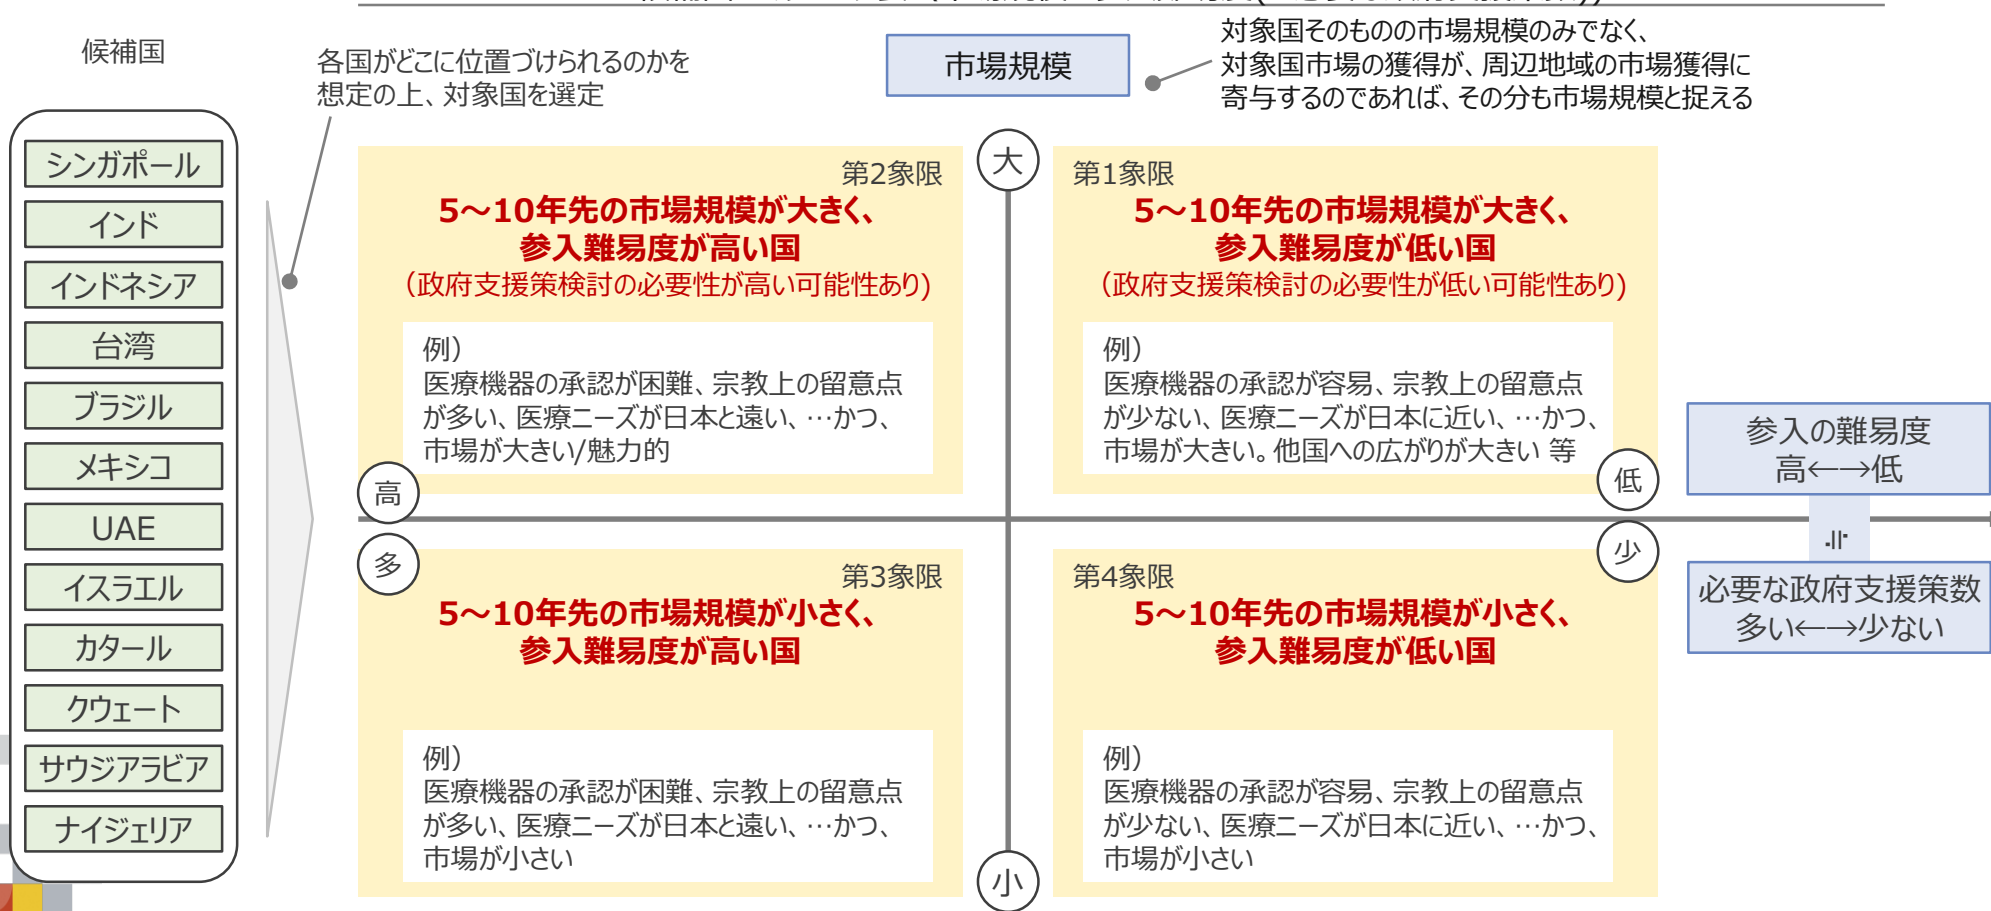 候補国
各国がどこに位置づけられるのかを
想定の上、対象国を選定
市場規模
対象国そのものの市場規模のみでなく、
対象国市場の獲得が、周辺地域の市場獲得に
寄与するのであれば、その分も市場規模と捉える
シンガポール
インド
インドネシア
台湾
ブラジル
メキシコ
UAE
イスラエル
カタール
クウェート
サウジアラビア
ナイジェリア
大
第2象限
5～10年先の市場規模が大きく、
参入難易度が高い国
（政府支援策検討の必要性が高い可能性あり)
例）
医療機器の承認が困難、宗教上の留意点
が多い、医療ニーズが日本と遠い、…かつ、
市場が大きい/魅力的
高
第1象限
5～10年先の市場規模が大きく、
参入難易度が低い国
（政府支援策検討の必要性が低い可能性あり)
例）
医療機器の承認が容易、宗教上の留意点
が少ない、医療ニーズが日本に近い、…かつ、
市場が大きい。他国への広がりが大きい 等
低
参入の難易度
高←→低
≒
必要な政府支援策数
多い←→少ない
多
第3象限
5～10年先の市場規模が小さく、
参入難易度が高い国
例）
医療機器の承認が困難、宗教上の留意点
が多い、医療ニーズが日本と遠い、…かつ、
市場が小さい
少
第4象限
5～10年先の市場規模が小さく、
参入難易度が低い国
例）
医療機器の承認が容易、宗教上の留意点
が少ない、医療ニーズが日本に近い、…かつ、
市場が小さい
小